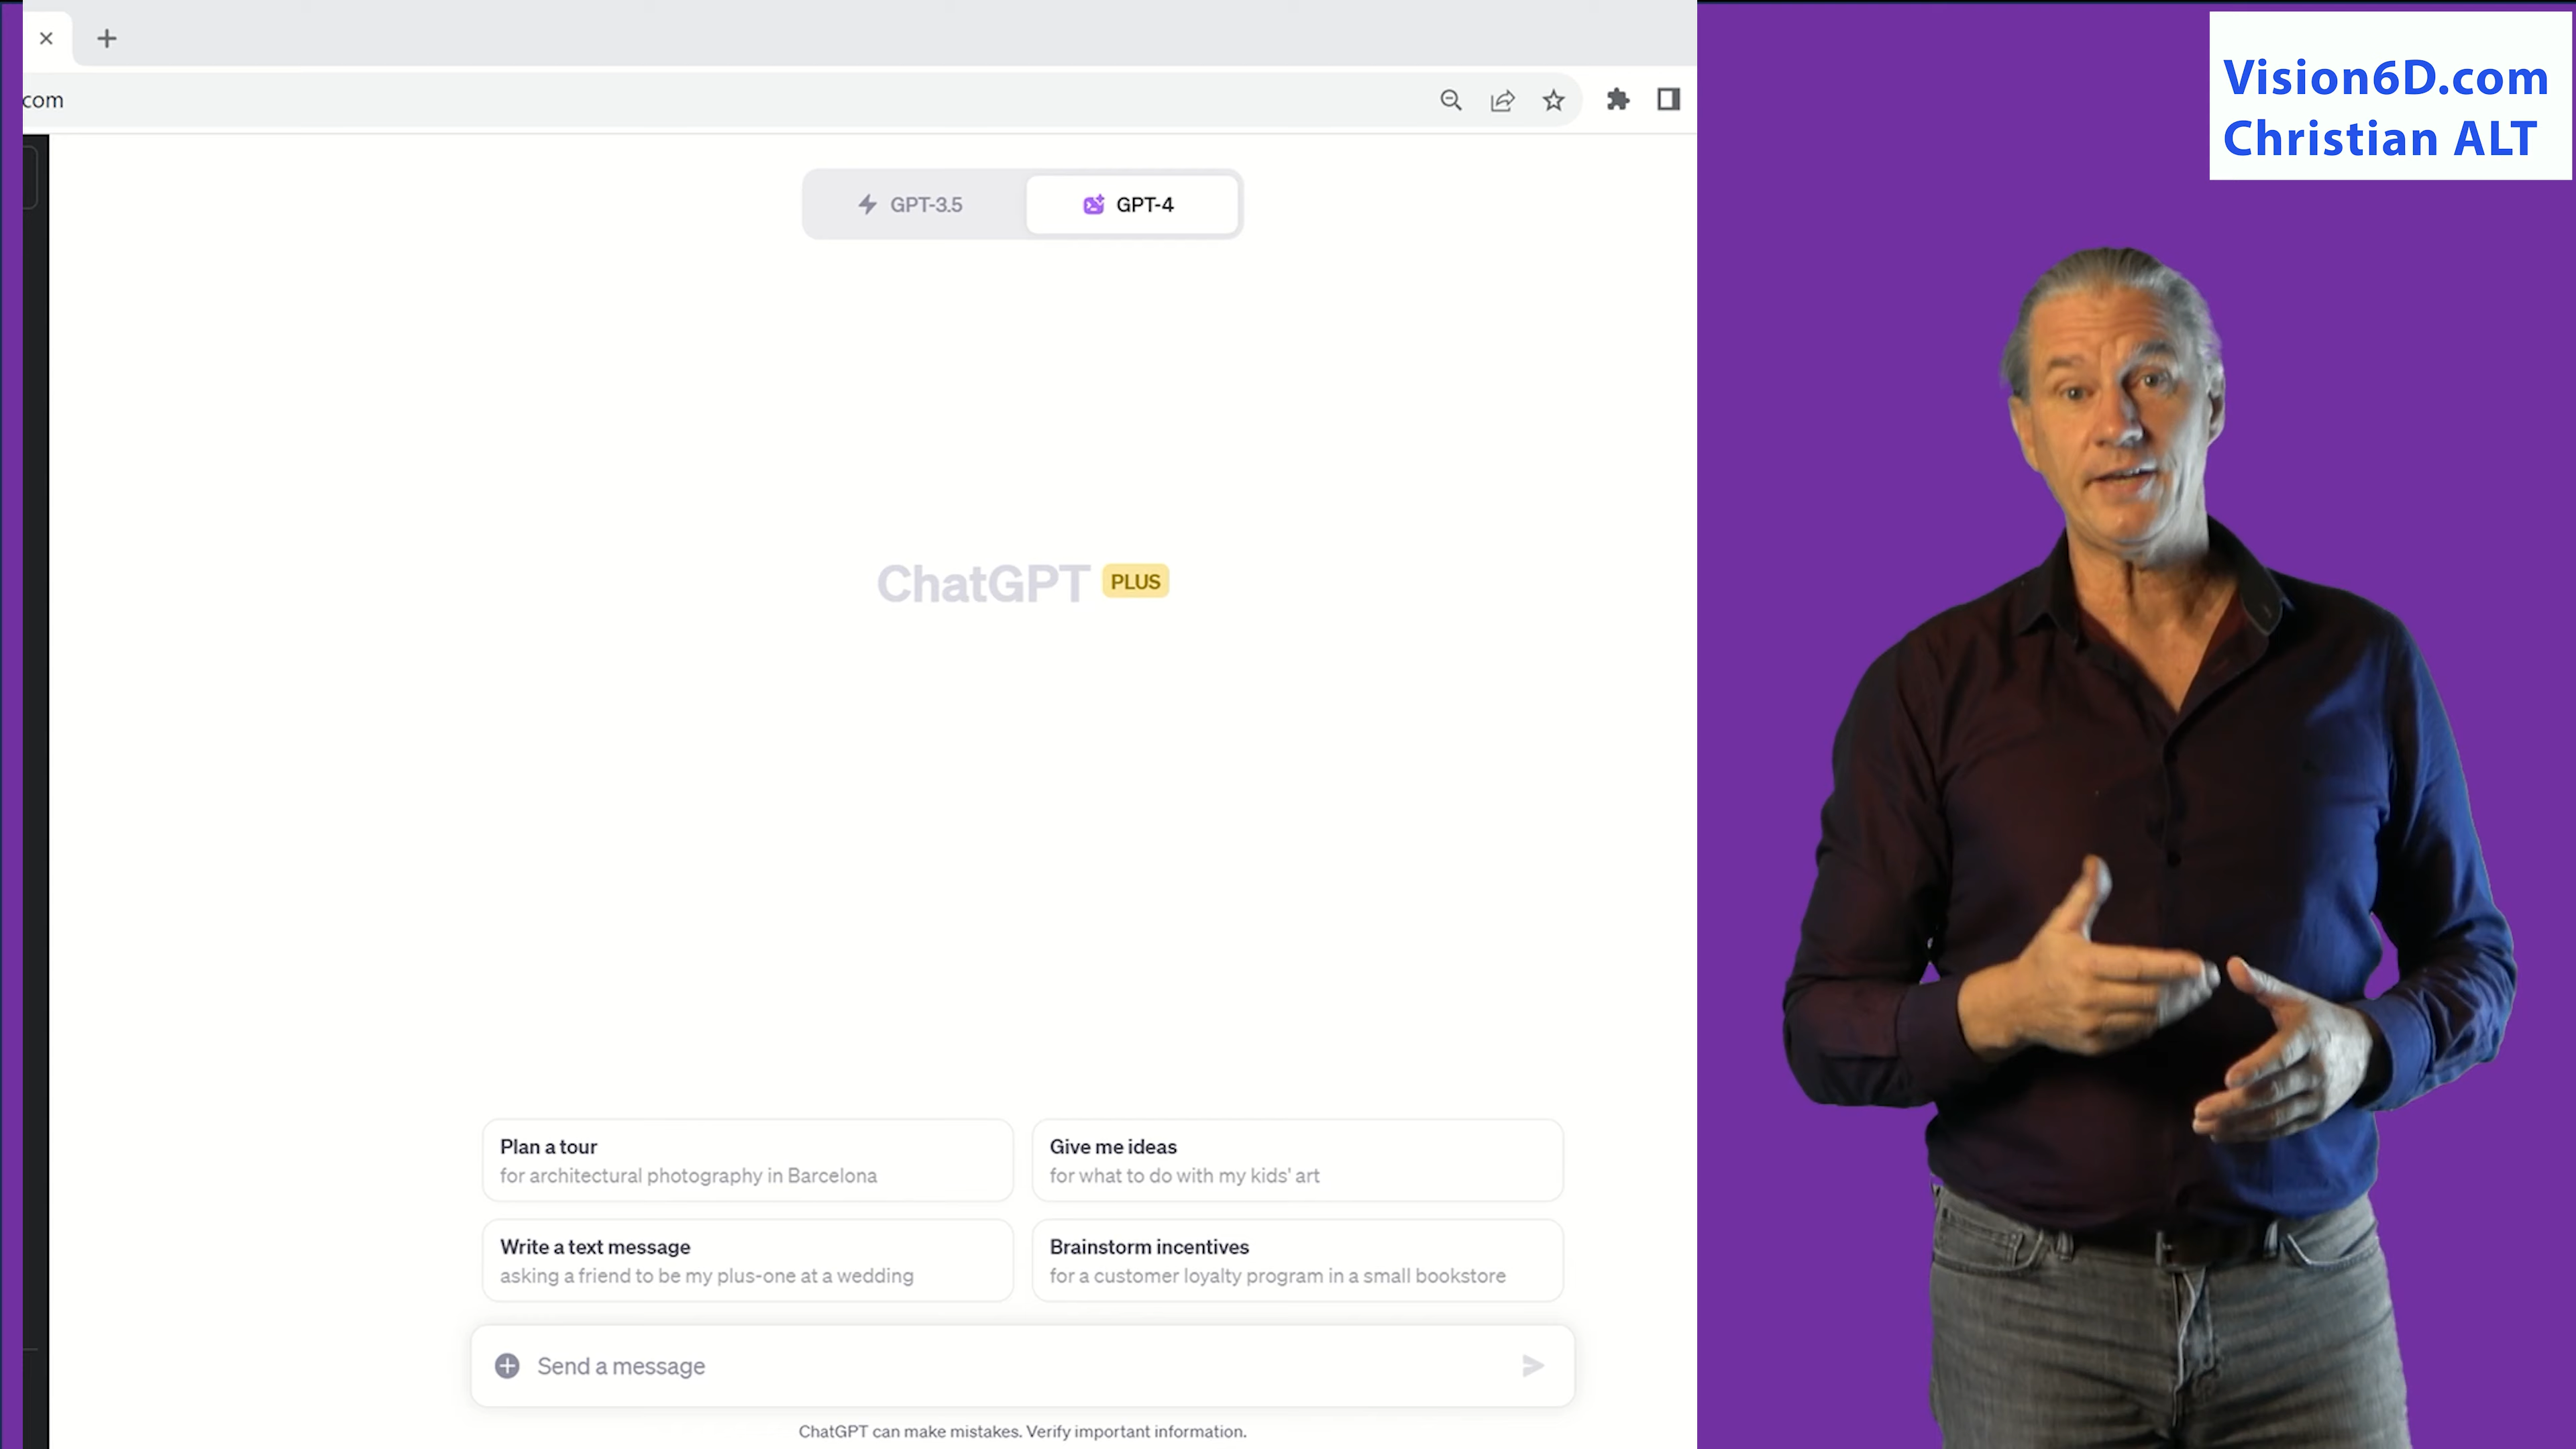 com
Vision6D.com
Christian ALT
GPT-3.5
GPT-4
ChatGPT PLUS
Plan a tour
for architectural photography in Barcelona
Give me ideas
for what to do with my kids' art
Write a text message
asking a friend to be my plus-one at a wedding
Brainstorm incentives
for a customer loyalty program in a small bookstore
Send a message
ChatGPT can make mistakes. Verify important information.